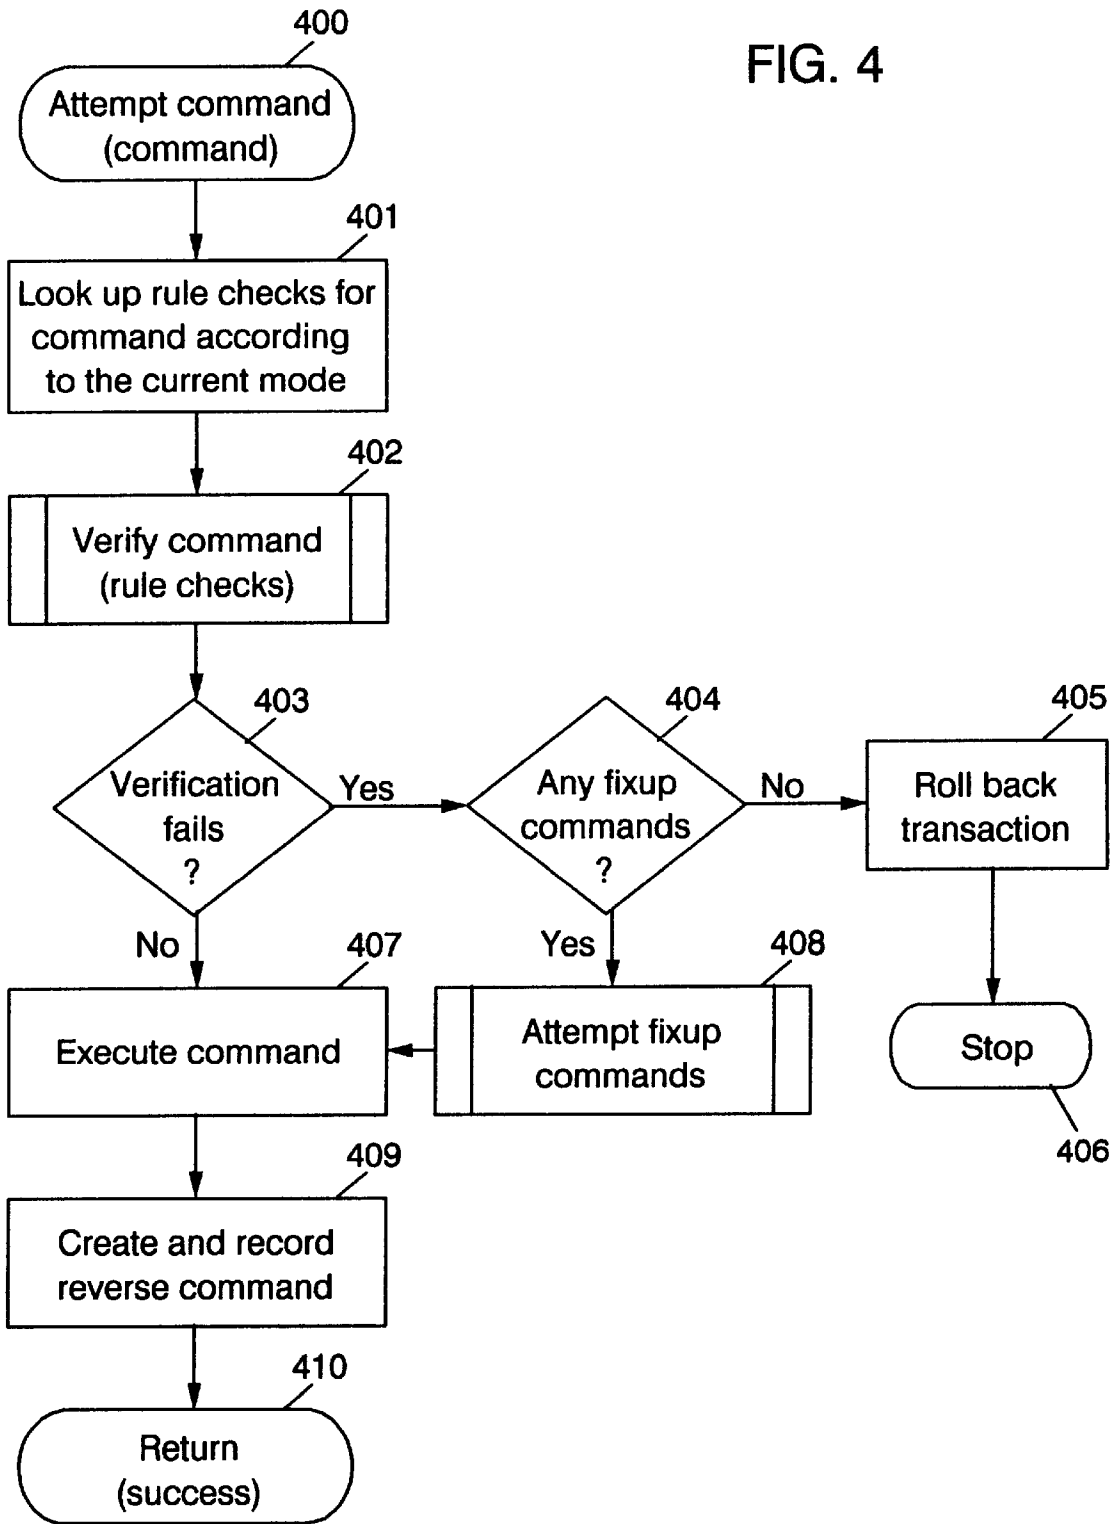 FIG. 4
400
Attempt command
(command)
401
Look up rule checks for
command according
to the current mode
402
Verify command
(rule checks)
403
Verification
fails
?
Yes
No
404
Any fixup
commands
?
No
Yes
405
Roll back
transaction
Stop
406
407
Execute command
408
Attempt fixup
commands
409
Create and record
reverse command
410
Return
(success)